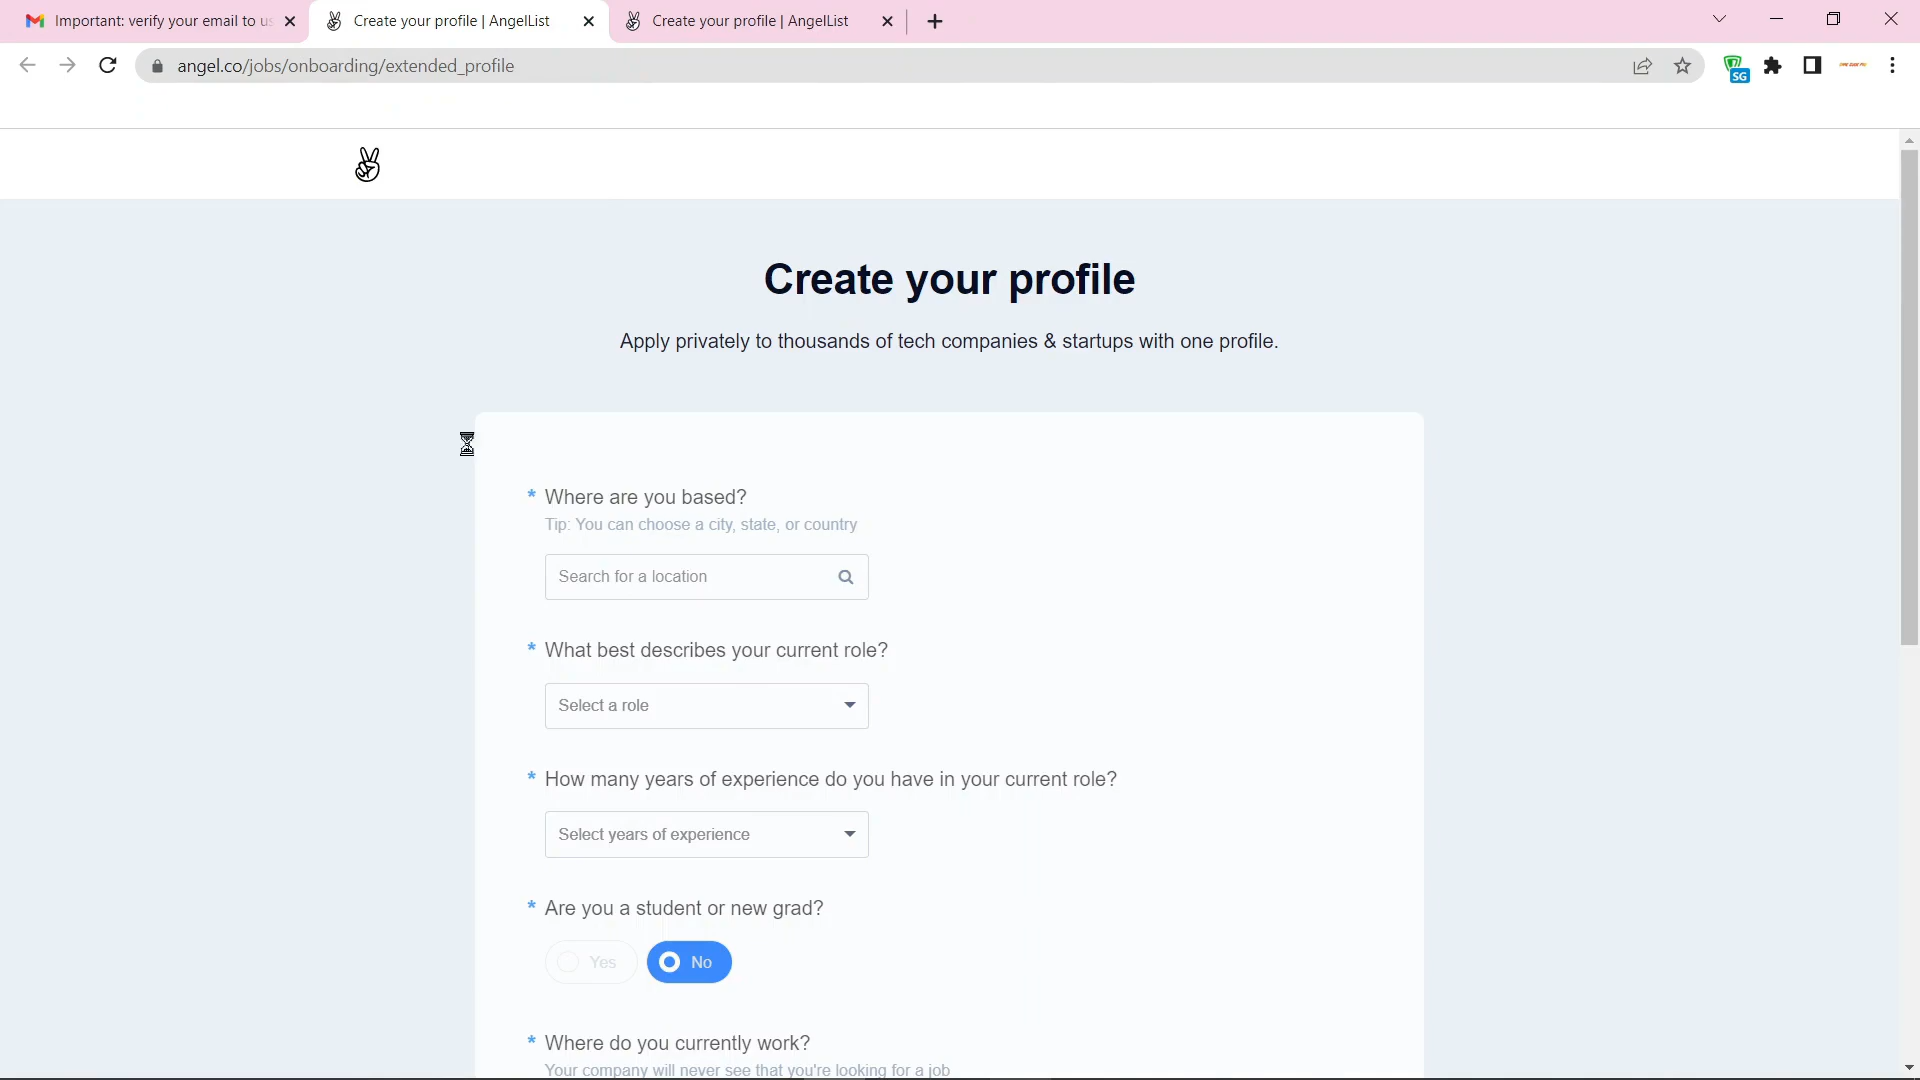 Important: verify your email to us
Create your profile | AngelList
Create your profile | AngelList
angel.co/jobs/onboarding/extended_profile
SG
Create your profile
Apply privately to thousands of tech companies & startups with one profile.
* Where are you based?
Tip: You can choose a city, state, or country
Search for a location
* What best describes your current role?
Select a role
* How many years of experience do you have in your current role?
Select years of experience
* Are you a student or new grad?
Yes No
* Where do you currently work?
Your company will never see that you're looking for a job